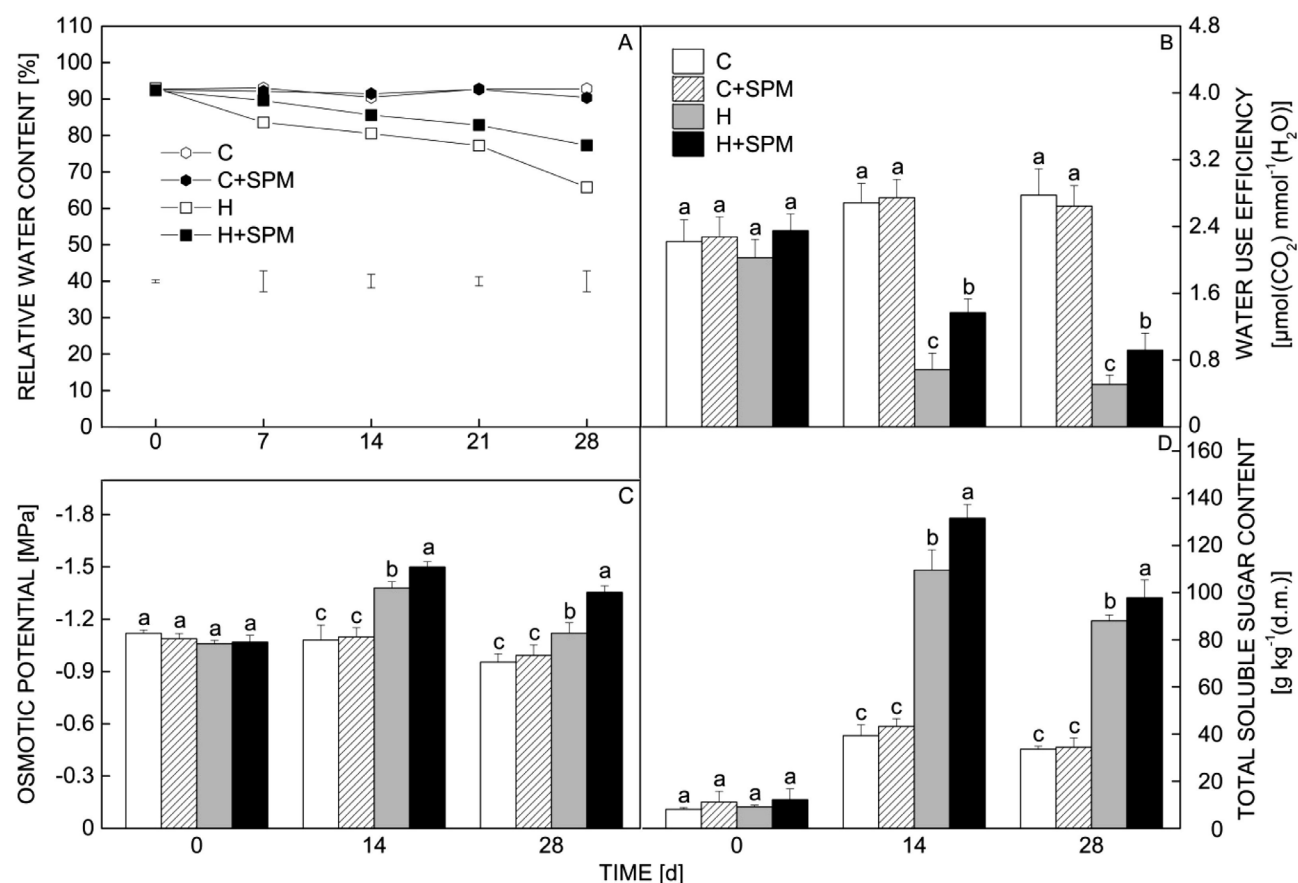 A
RELATIVE WATER CONTENT [%]
110
100
90
80
70
60
50
40
30
20
10
0
C
C+SPM
H
H+SPM
0 7 14 21 28
B
C
C+SPM
H
H+SPM
a a a a
a a c b
a a c b
4.8
4.0
3.2
2.4
1.6
0.8
0
WATER USE EFFICIENCY
[µmol(CO₂) mmol⁻¹(H₂O)]
C
OSMOTIC POTENTIAL [MPa]
-1.8
-1.5
-1.2
-0.9
-0.6
-0.3
0
a a a a
c c b a
c c b a
0 14 28
D
a a a a
c c b a
c c b a
160
140
120
100
80
60
40
20
0
TOTAL SOLUBLE SUGAR CONTENT
[g kg⁻¹(d.m.)]
0 14 28
TIME [d]